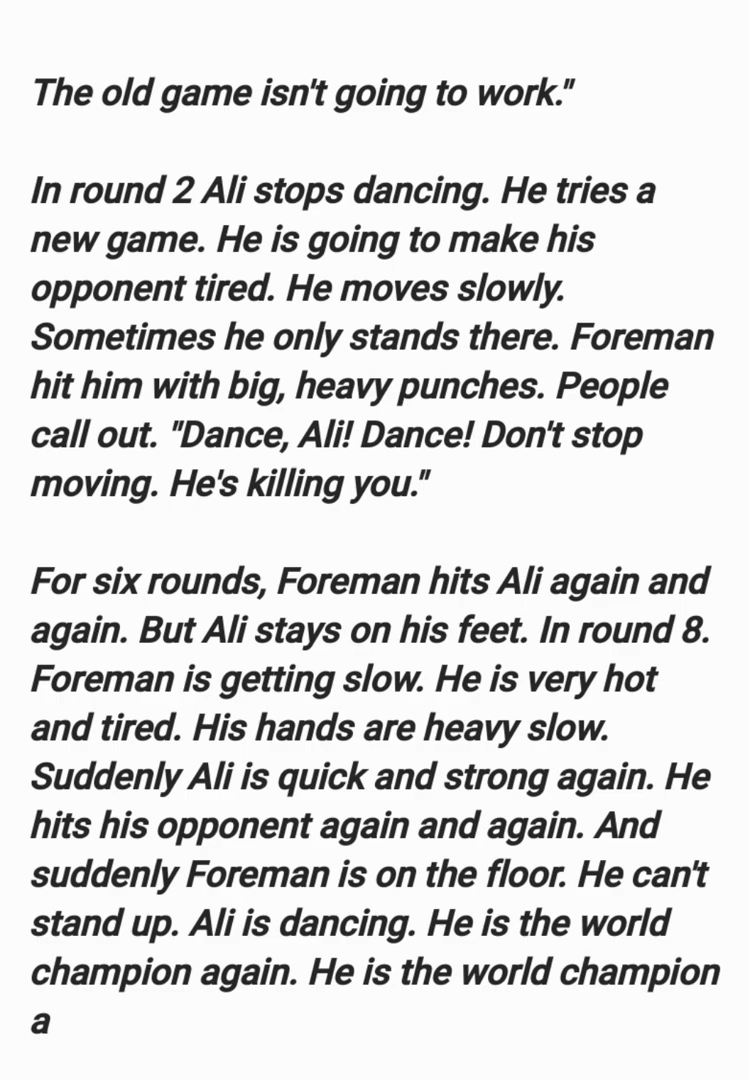 The old game isn't going to work."
In round 2 Ali stops dancing. He tries a
new game. He is going to make his
opponent tired. He moves slowly.
Sometimes he only stands there. Foreman
hit him with big, heavy punches. People
call out. "Dance, Ali! Dance! Don't stop
moving. He's killing you."
For six rounds, Foreman hits Ali again and
again. But Ali stays on his feet. In round 8.
Foreman is getting slow. He is very hot
and tired. His hands are heavy slow.
Suddenly Ali is quick and strong again. He
hits his opponent again and again. And
suddenly Foreman is on the floor. He can't
stand up. Ali is dancing. He is the world
champion again. He is the world champion
a